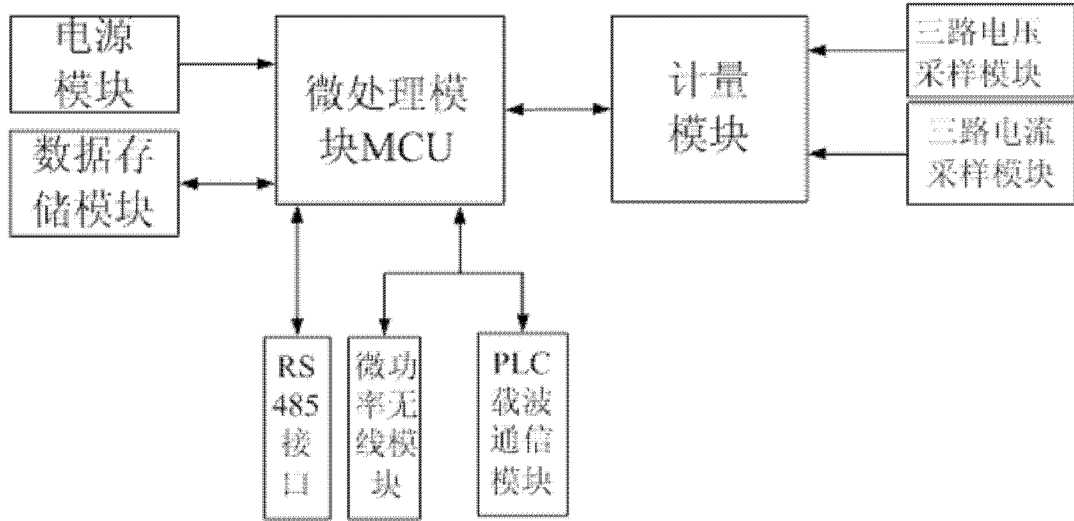 电源
模块
数据存
储模块
微处理模
块MCU
计量
模块
三路电压
采样模块
三路电流
采样模块
RS
485
接
口
微功
率无
线模
块
PLC
载波
通信
模块